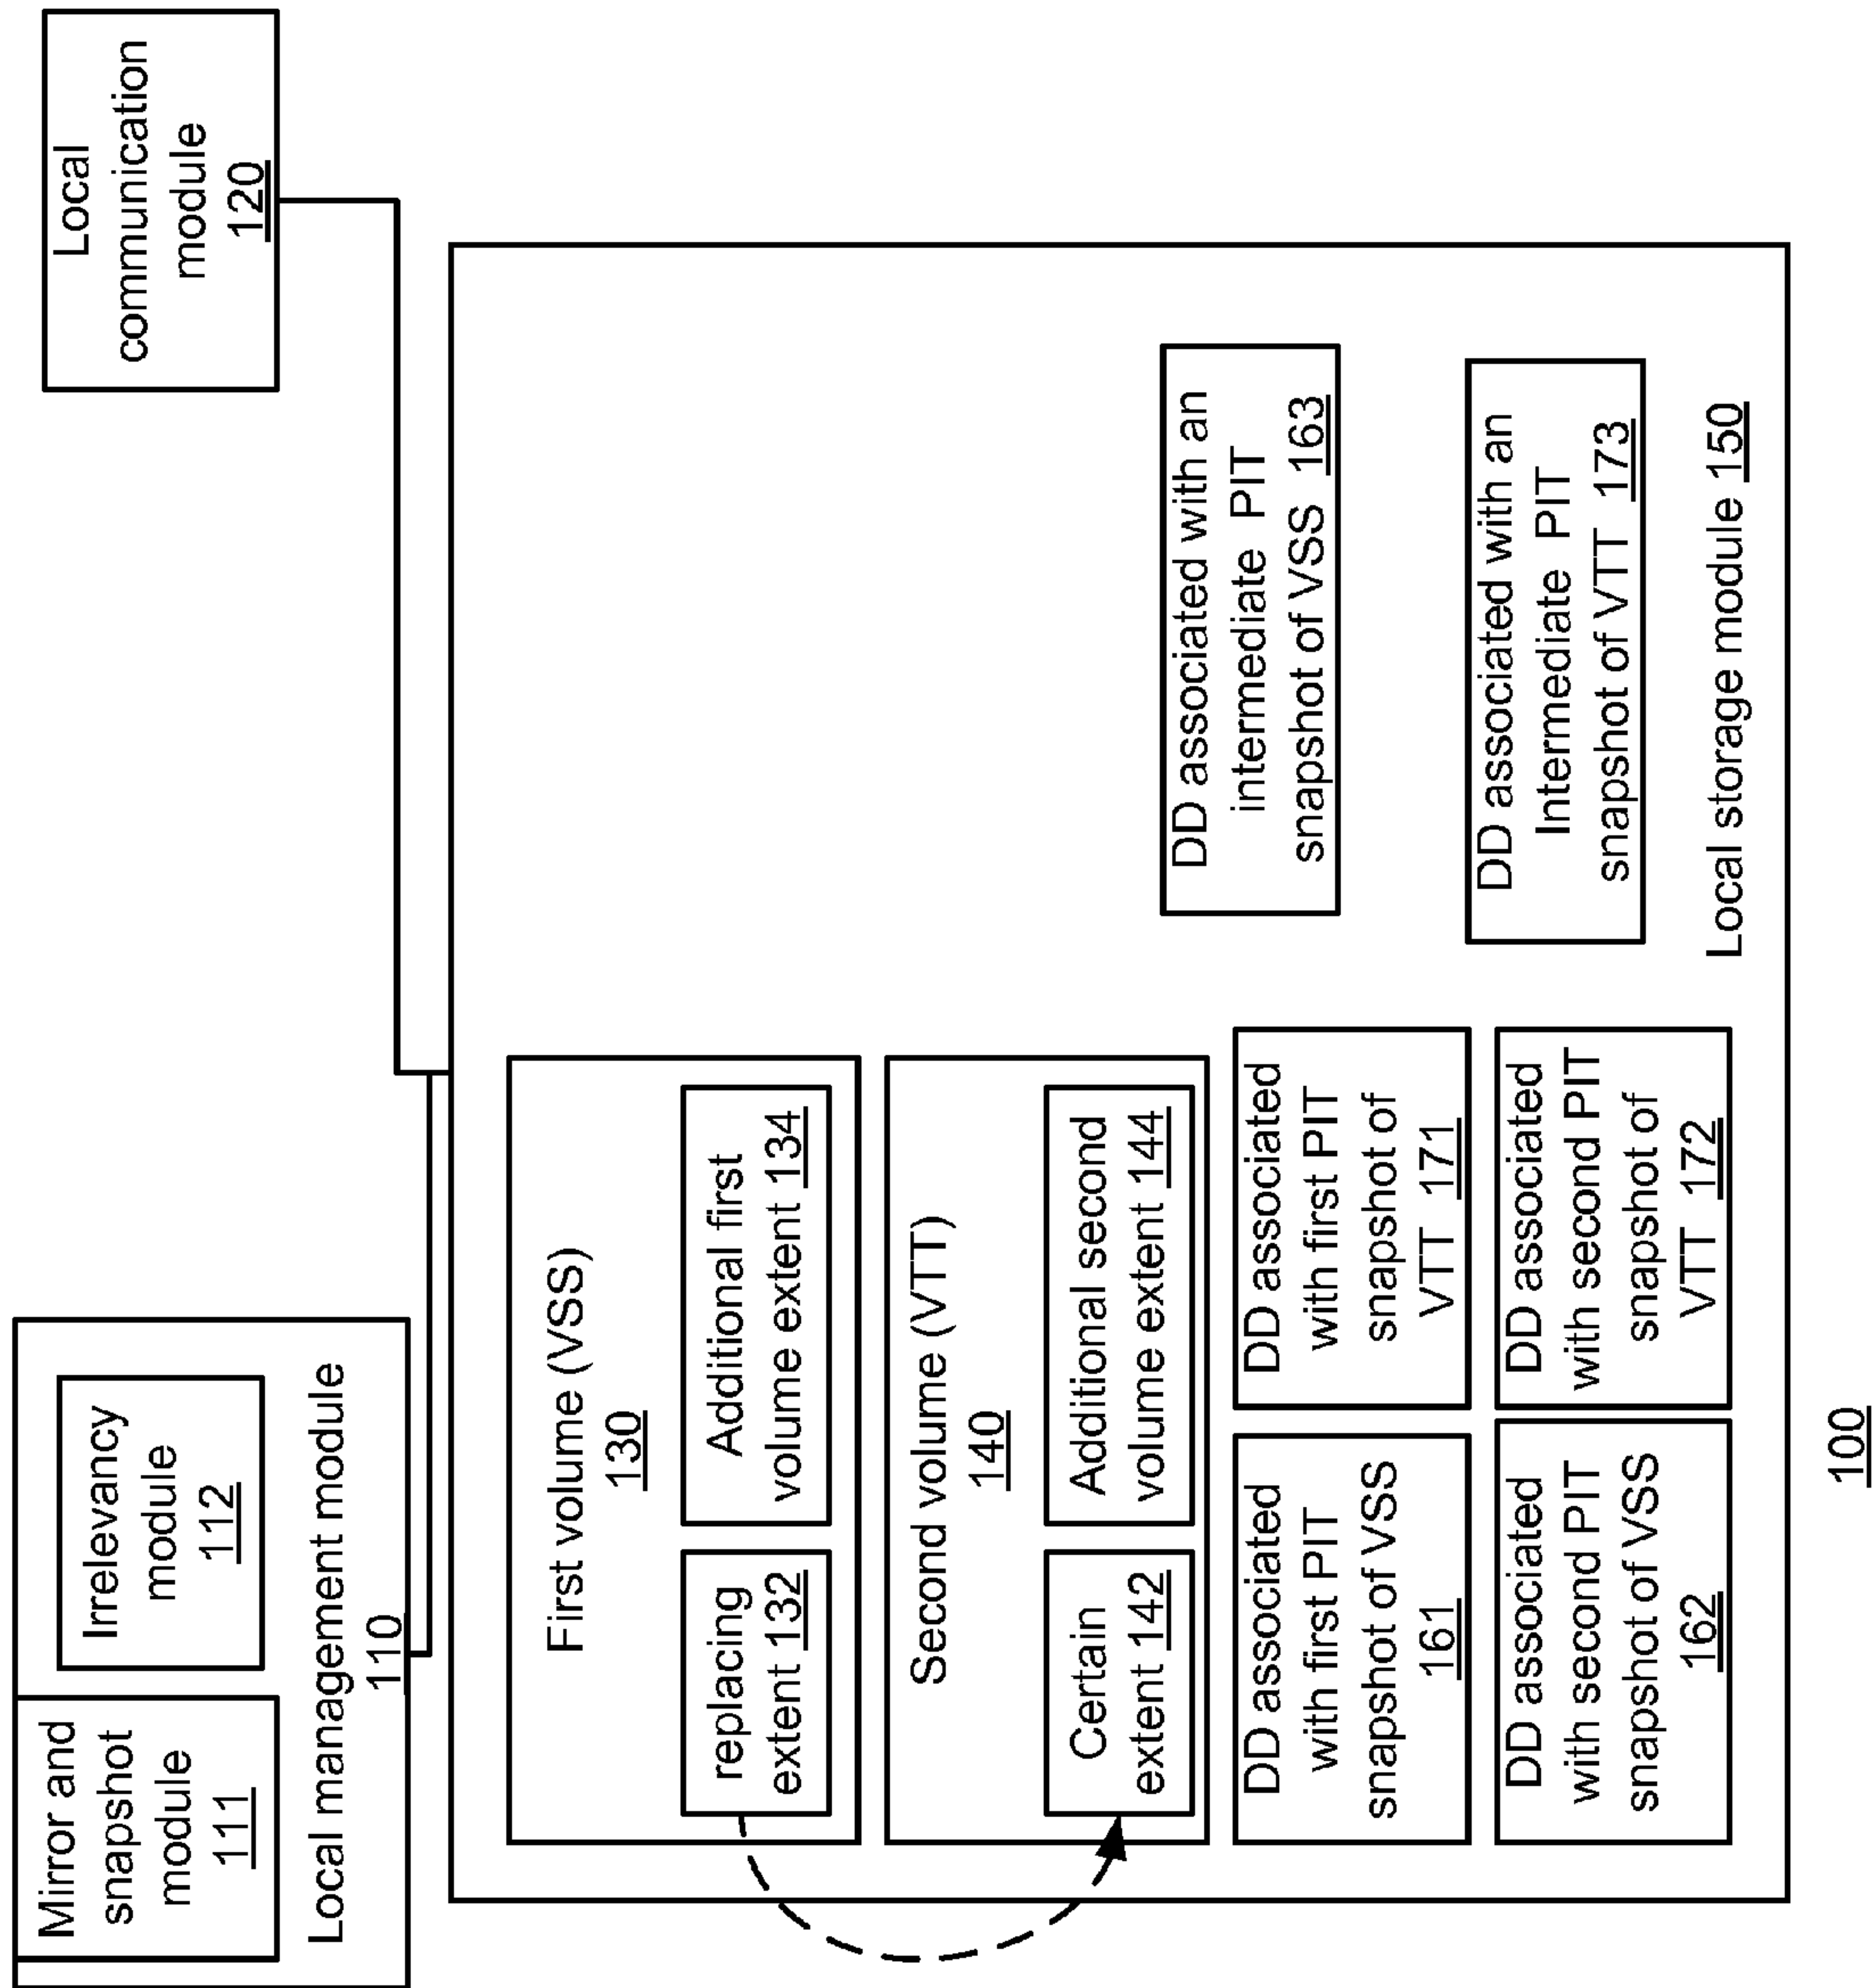 Mirror and
snapshot
module
111
Irrelevancy
module
112
Local management module
110
Local
communication
module
120
First volume (VSS)
130
replacing
extent 132
Additional first
volume extent 134
Second volume (VTT)
140
Certain
extent 142
Additional second
volume extent 144
DD associated
with first PIT
snapshot of VSS
161
DD associated
with first PIT
snapshot of
VTT 171
DD associated with an
intermediate PIT
snapshot of VSS 163
DD associated
with second PIT
snapshot of VSS
162
DD associated
with second PIT
snapshot of
VTT 172
DD associated with an
Intermediate PIT
snapshot of VTT 173
Local storage module 150
100